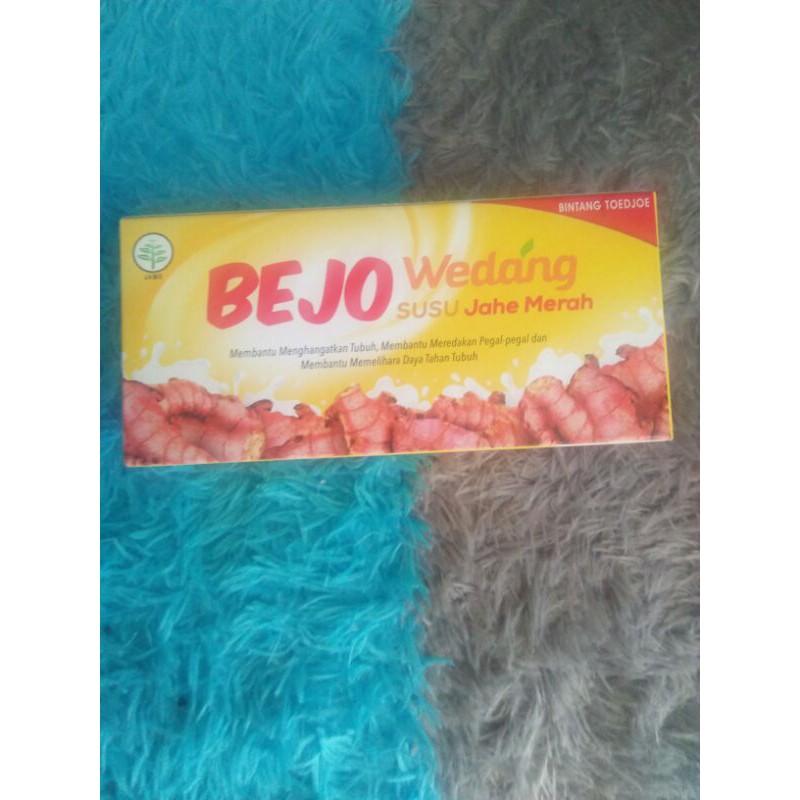 BINTANG TOEDJOE
JAMU
BEJO Wedang
SUSU Jahe Merah
Membantu Menghangatkan Tubuh, Membantu Meredakan Pegal-pegal dan
Membantu Memelihara Daya Tahan Tubuh